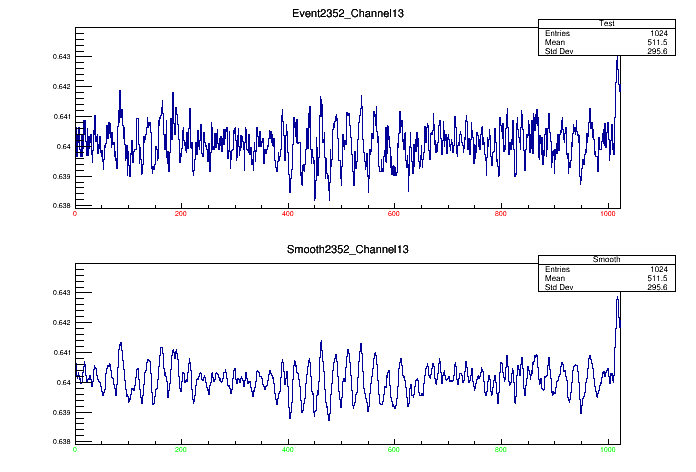 Event2352_Channel13
Test
Entries 1024
Mean 511.5
Std Dev 295.6
0.643
0.642
0.641
0.64
0.639
0.638
0 200 400 600 800 1000
Smooth2352_Channel13
Smooth
Entries 1024
Mean 511.5
Std Dev 295.6
0.643
0.642
0.641
0.64
0.639
0.638
0 200 400 600 800 1000